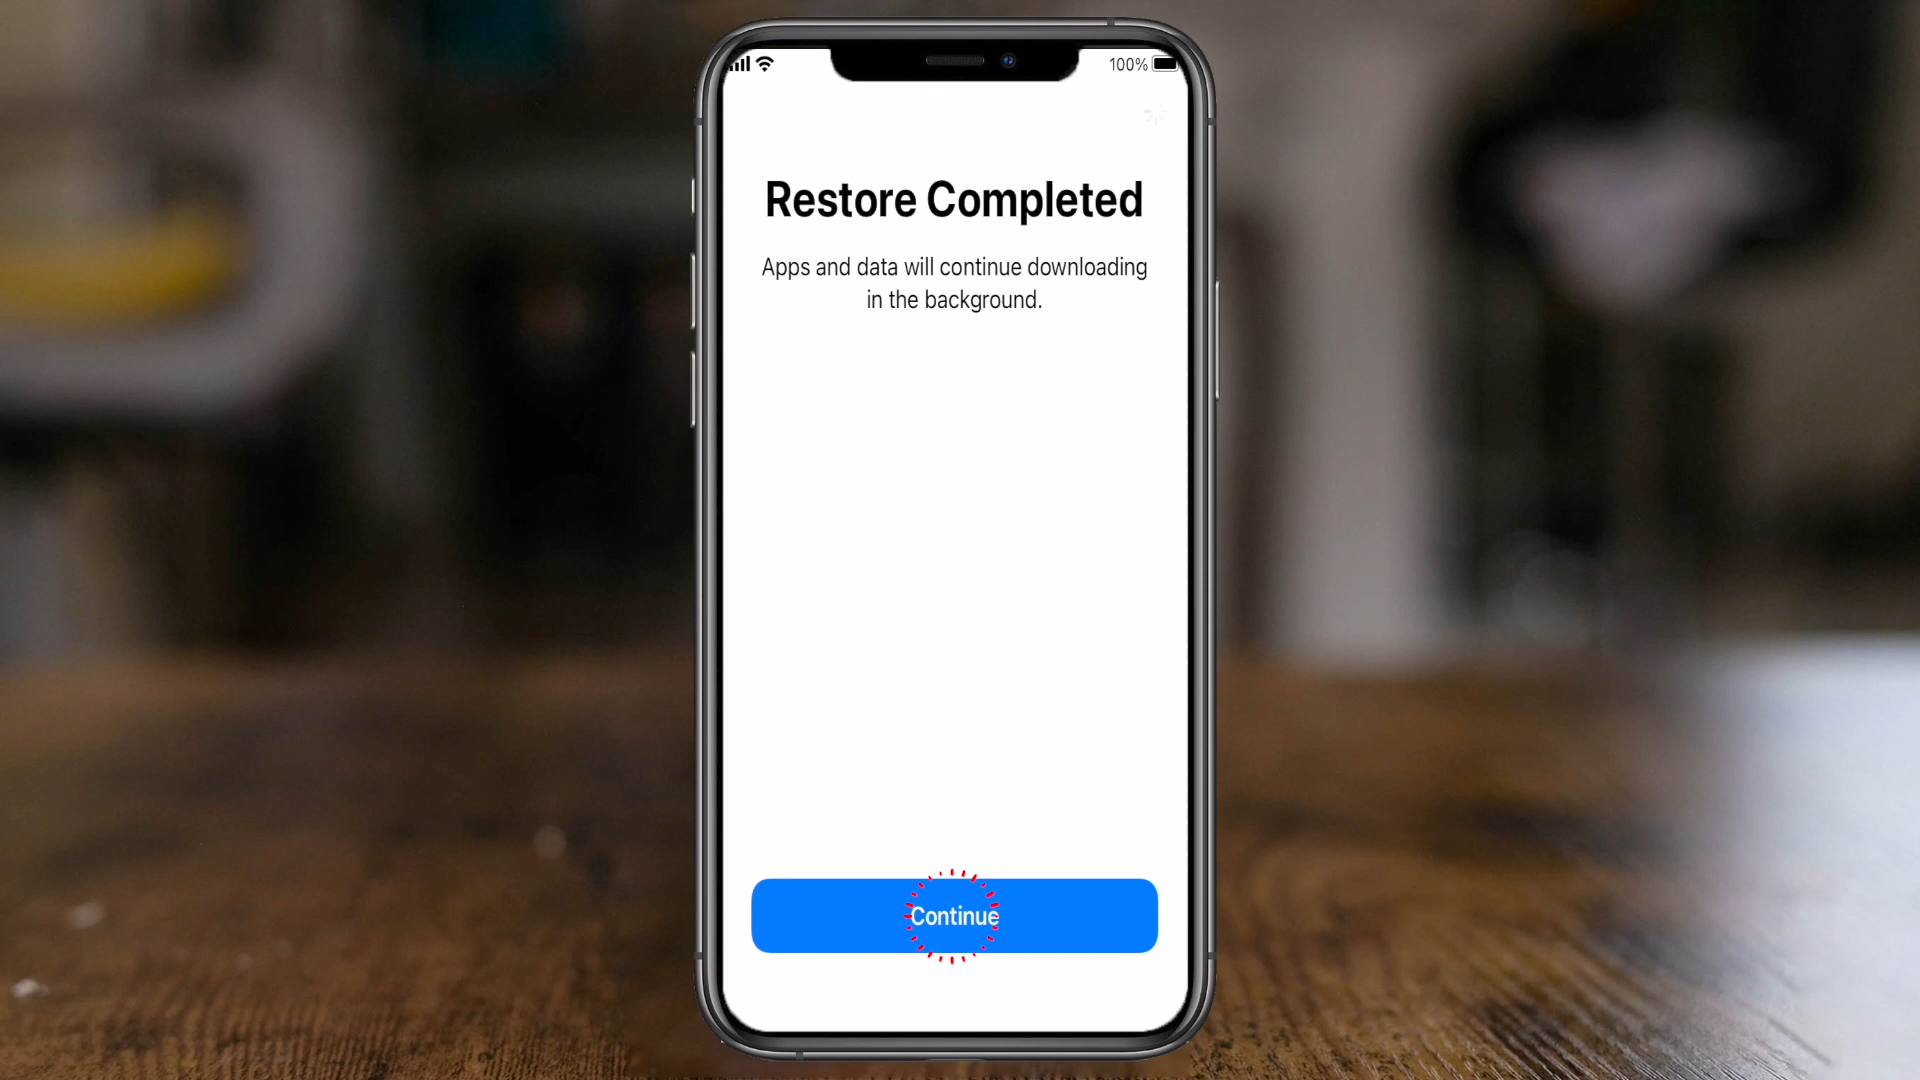 100%
Restore Completed
Apps and data will continue downloading
in the background.
Continue